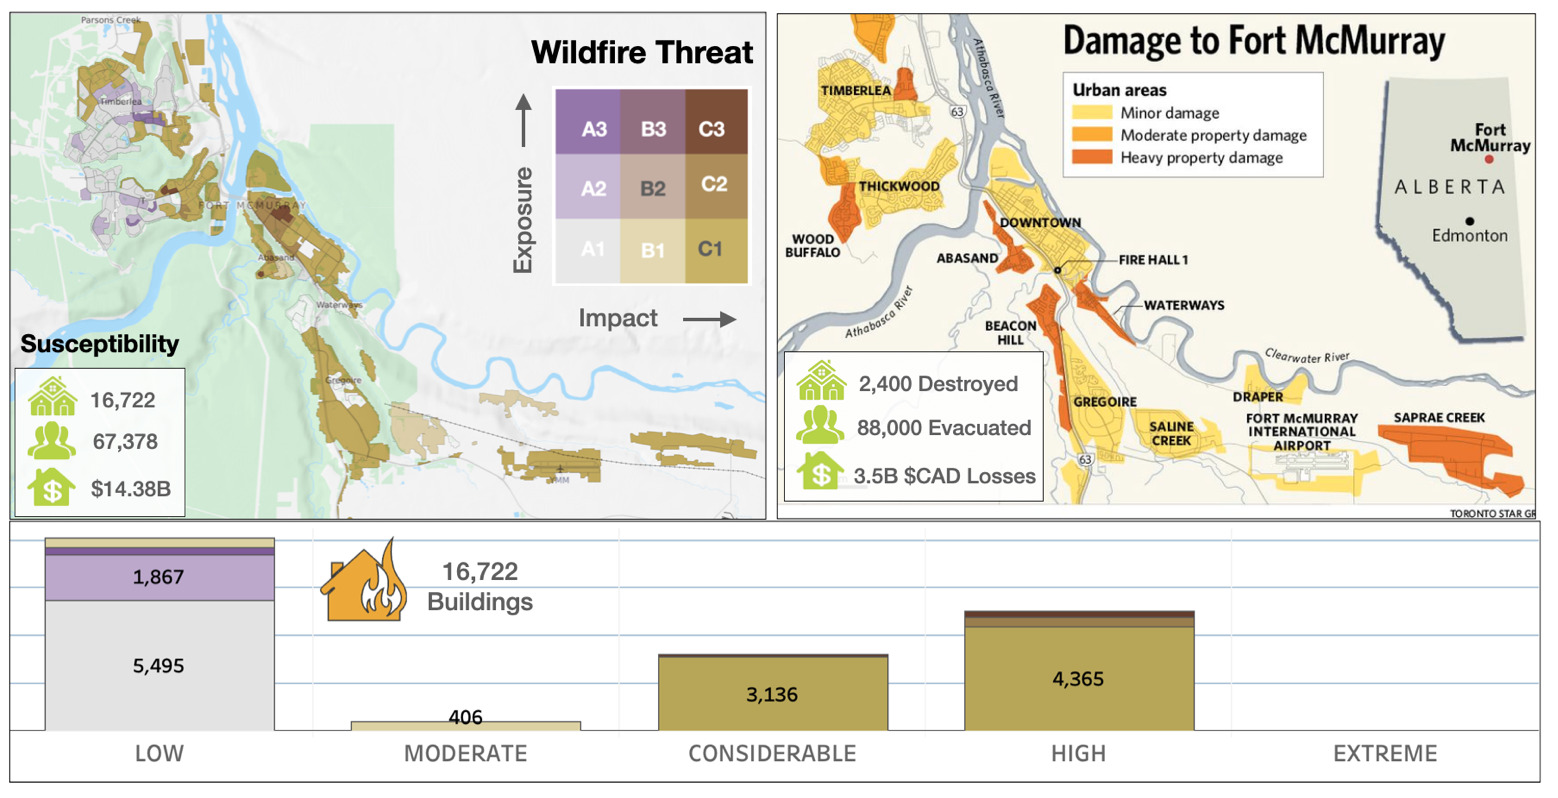 Parsons Creek
Timberlea
FORT MCMURRAY
Abasand
Waterways
Gregoire
YMM
Wildfire Threat
Exposure
A3 B3 C3
A2 B2 C2
A1 B1 C1
Impact
Susceptibility
16,722
67,378
$14.38B
Damage to Fort McMurray
Urban areas
Minor damage
Moderate property damage
Heavy property damage
Fort
McMurray
ALBERTA
Edmonton
Athabasca River
63
TIMBERLEA
THICKWOOD
WOOD
BUFFALO
DOWNTOWN
ABASAND
FIRE HALL 1
WATERWAYS
Athabasca River
BEACON
HILL
Clearwater River
GREGOIRE
DRAPER
SALINE
CREEK
FORT McMURRAY
INTERNATIONAL
AIRPORT
SAPRAE CREEK
63
2,400 Destroyed
88,000 Evacuated
3.5B $CAD Losses
TORONTO STAR GR
1,867
5,495
16,722
Buildings
406
3,136
4,365
LOW MODERATE CONSIDERABLE HIGH EXTREME